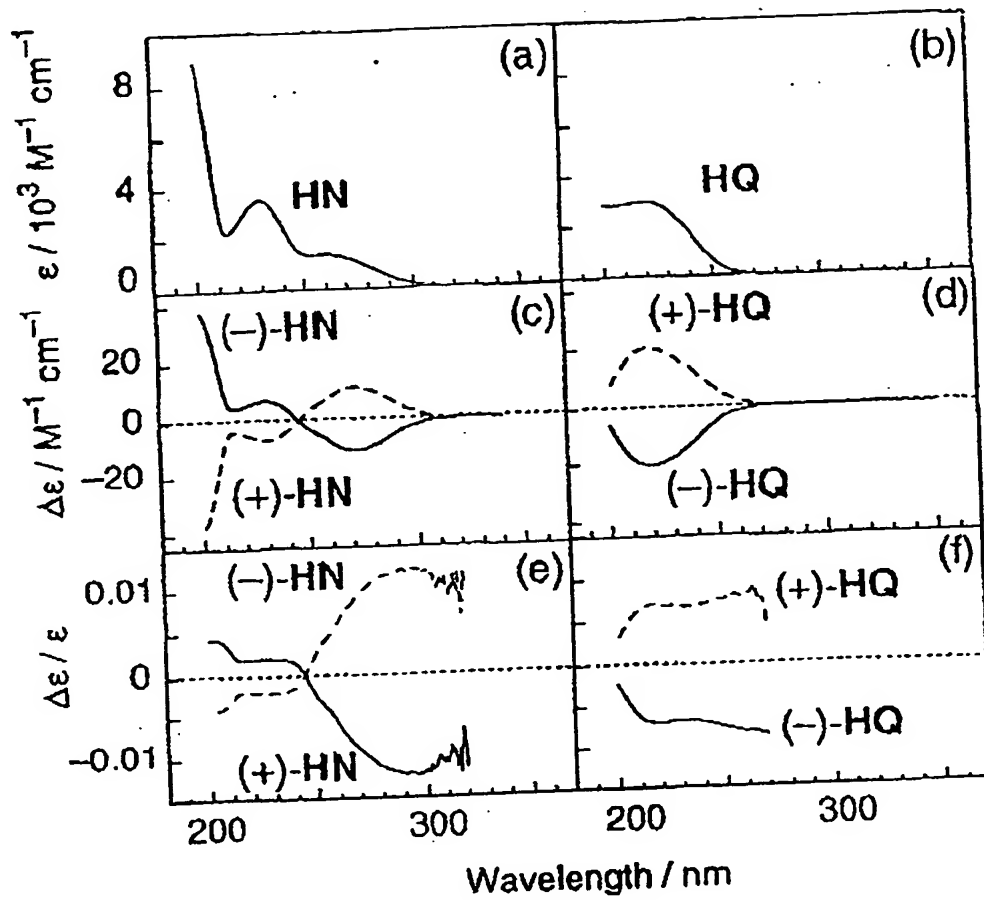 (a)
(b)
8
4
0
ε / 10³ M⁻¹ cm⁻¹
HN
HQ
(c)
(d)
(−)-HN
(+)-HQ
20
0
−20
Δε / M⁻¹ cm⁻¹
(+)-HN
(−)-HQ
(e)
(f)
(−)-HN
0.01
0
−0.01
Δε / ε
(+)-HQ
(+)-HN
(−)-HQ
200
300
200
300
Wavelength / nm